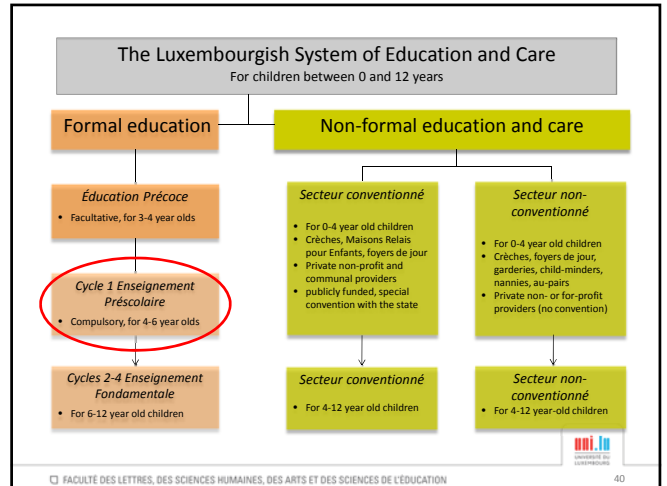 The Luxembourgish System of Education and Care
For children between 0 and 12 years
Formal education
Non-formal education and care
Éducation Précoce
• Facultative, for 3-4 year olds
Cycle 1 Enseignement
Préscolaire
• Compulsory, for 4-6 year olds
Cycles 2-4 Enseignement
Fondamentale
• For 6-12 year old children
Secteur conventionné
• For 0-4 year old children
• Crèches, Maisons Relais
pour Enfants, foyers de jour
• Private non-profit and
communal providers
• publicly funded, special
convention with the state
Secteur conventionné
• For 4-12 year old children
Secteur non-
conventionné
• For 0-4 year old children
• Crèches, foyers de jour,
garderies, child-minders,
nannies, au-pairs
• Private non- or for-profit
providers (no convention)
Secteur non-
conventionné
• For 4-12 year-old children
uni.lu
UNIVERSITÉ DU
LUXEMBOURG
FACULTÉ DES LETTRES, DES SCIENCES HUMAINES, DES ARTS ET DES SCIENCES DE L'ÉDUCATION
40